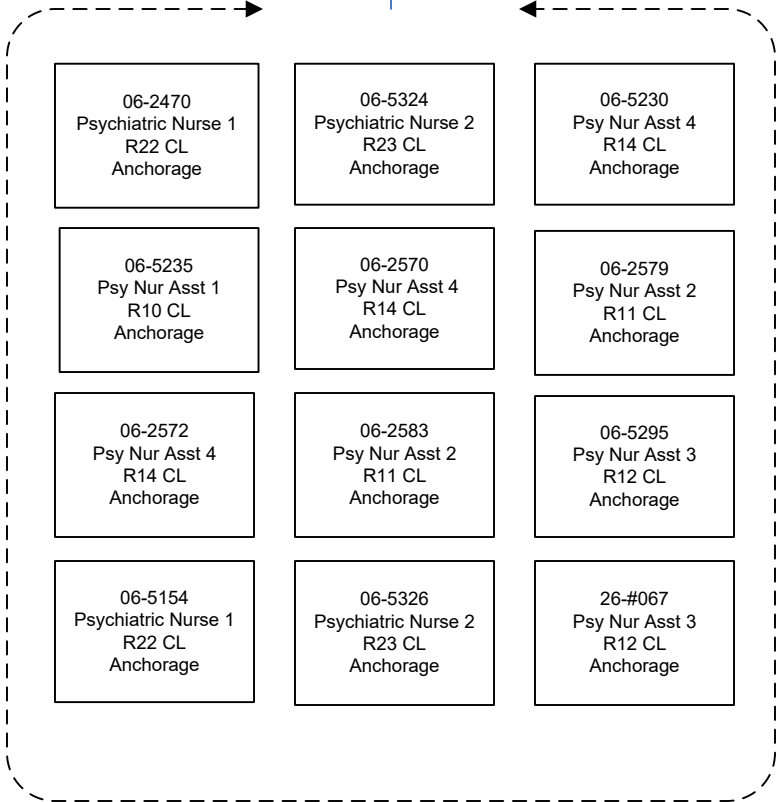 06-2470
Psychiatric Nurse 1
R22 CL
Anchorage
06-5324
Psychiatric Nurse 2
R23 CL
Anchorage
06-5230
Psy Nur Asst 4
R14 CL
Anchorage
06-5235
Psy Nur Asst 1
R10 CL
Anchorage
06-2570
Psy Nur Asst 4
R14 CL
Anchorage
06-2579
Psy Nur Asst 2
R11 CL
Anchorage
06-2572
Psy Nur Asst 4
R14 CL
Anchorage
06-2583
Psy Nur Asst 2
R11 CL
Anchorage
06-5295
Psy Nur Asst 3
R12 CL
Anchorage
06-5154
Psychiatric Nurse 1
R22 CL
Anchorage
06-5326
Psychiatric Nurse 2
R23 CL
Anchorage
26-#067
Psy Nur Asst 3
R12 CL
Anchorage